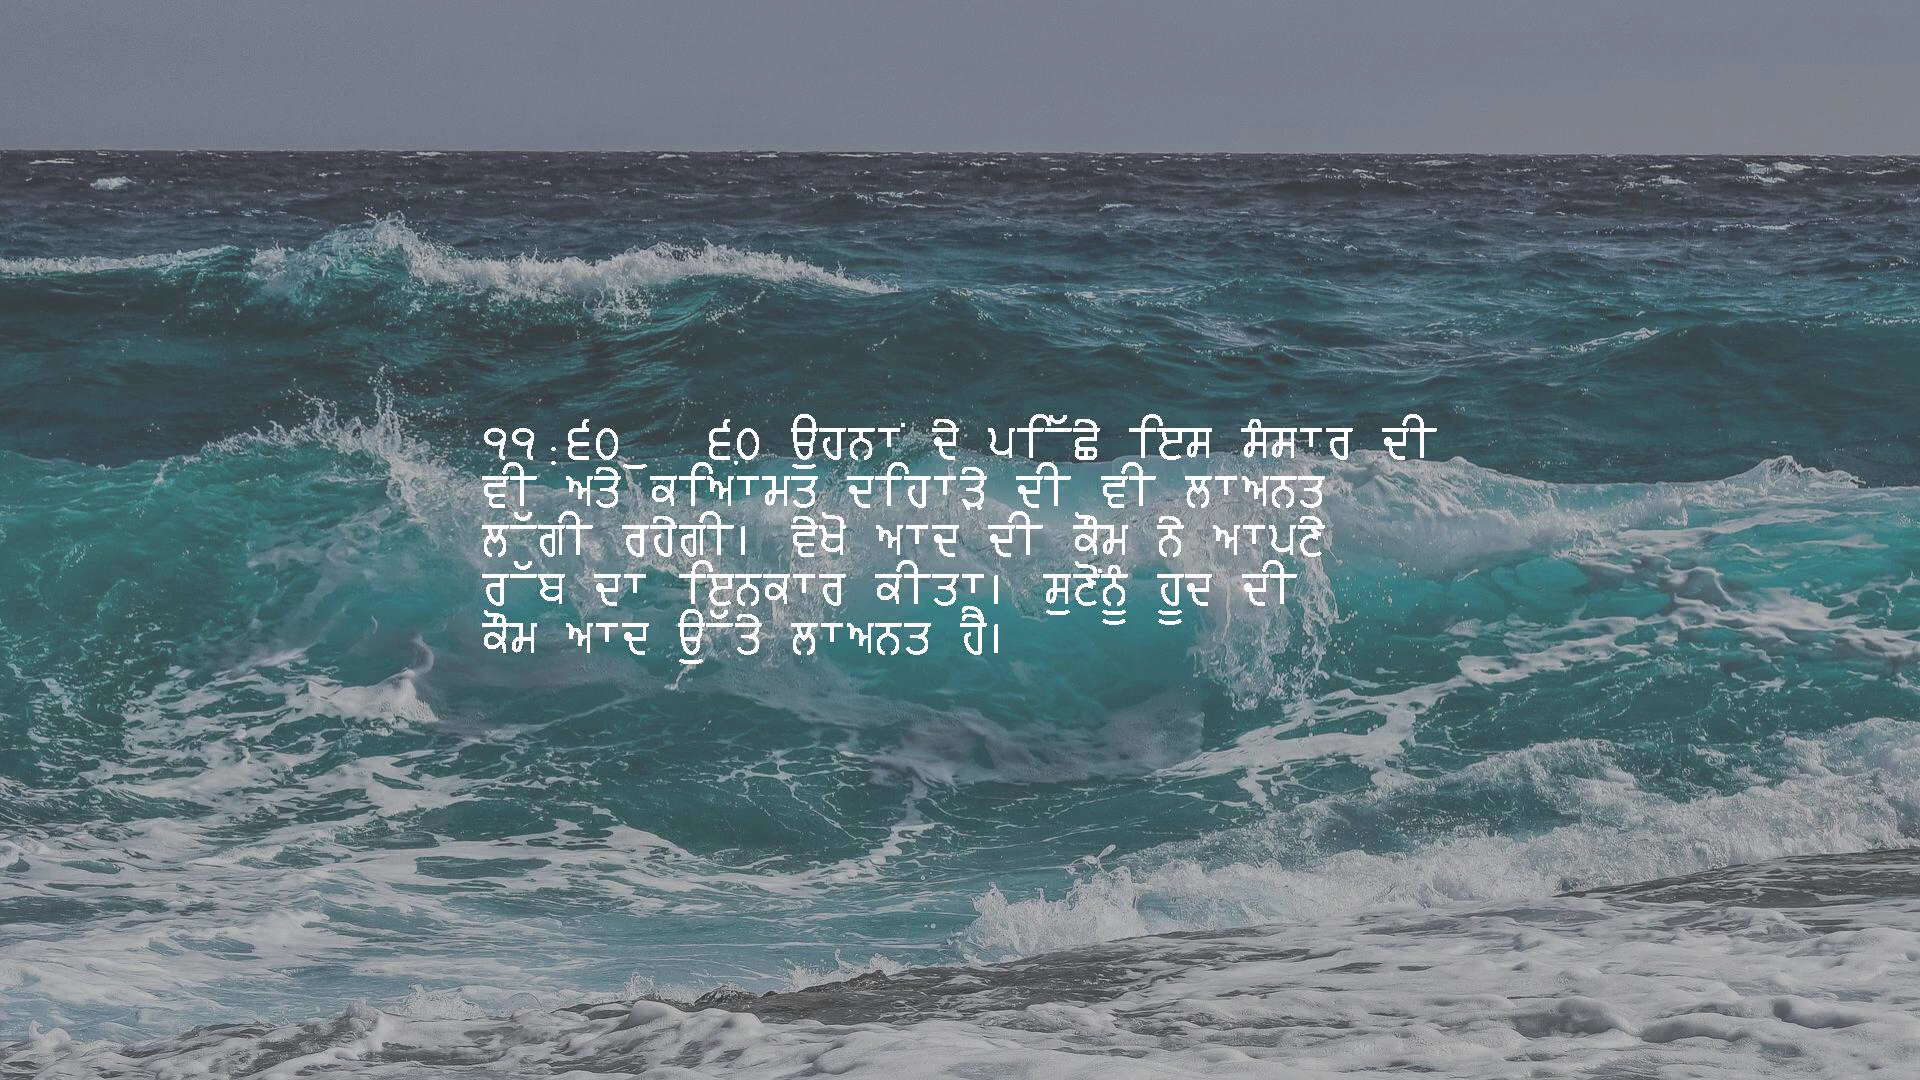 ੧੧:੬੦ ੬੦ ਉਹਨਾਂ ਦੇ ਪਿੱਛੇ ਇਸ ਸੰਸਾਰ ਦੀ
ਵੀ ਅਤੇ ਕਿਆਮਤ ਦਿਹਾੜੇ ਦੀ ਵੀ ਲਾਅਨਤ
ਲੱਗੀ ਰਹੇਗੀ। ਵੇਖੋ ਆਦ ਦੀ ਕੌਮ ਨੇ ਆਪਣੇ
ਰੱਬ ਦਾ ਇਨਕਾਰ ਕੀਤਾ। ਸੁਣੋਂਨੂੰ ਹੂਦ ਦੀ
ਕੌਮ ਆਦ ਉੱਤੇ ਲਾਅਨਤ ਹੈ।